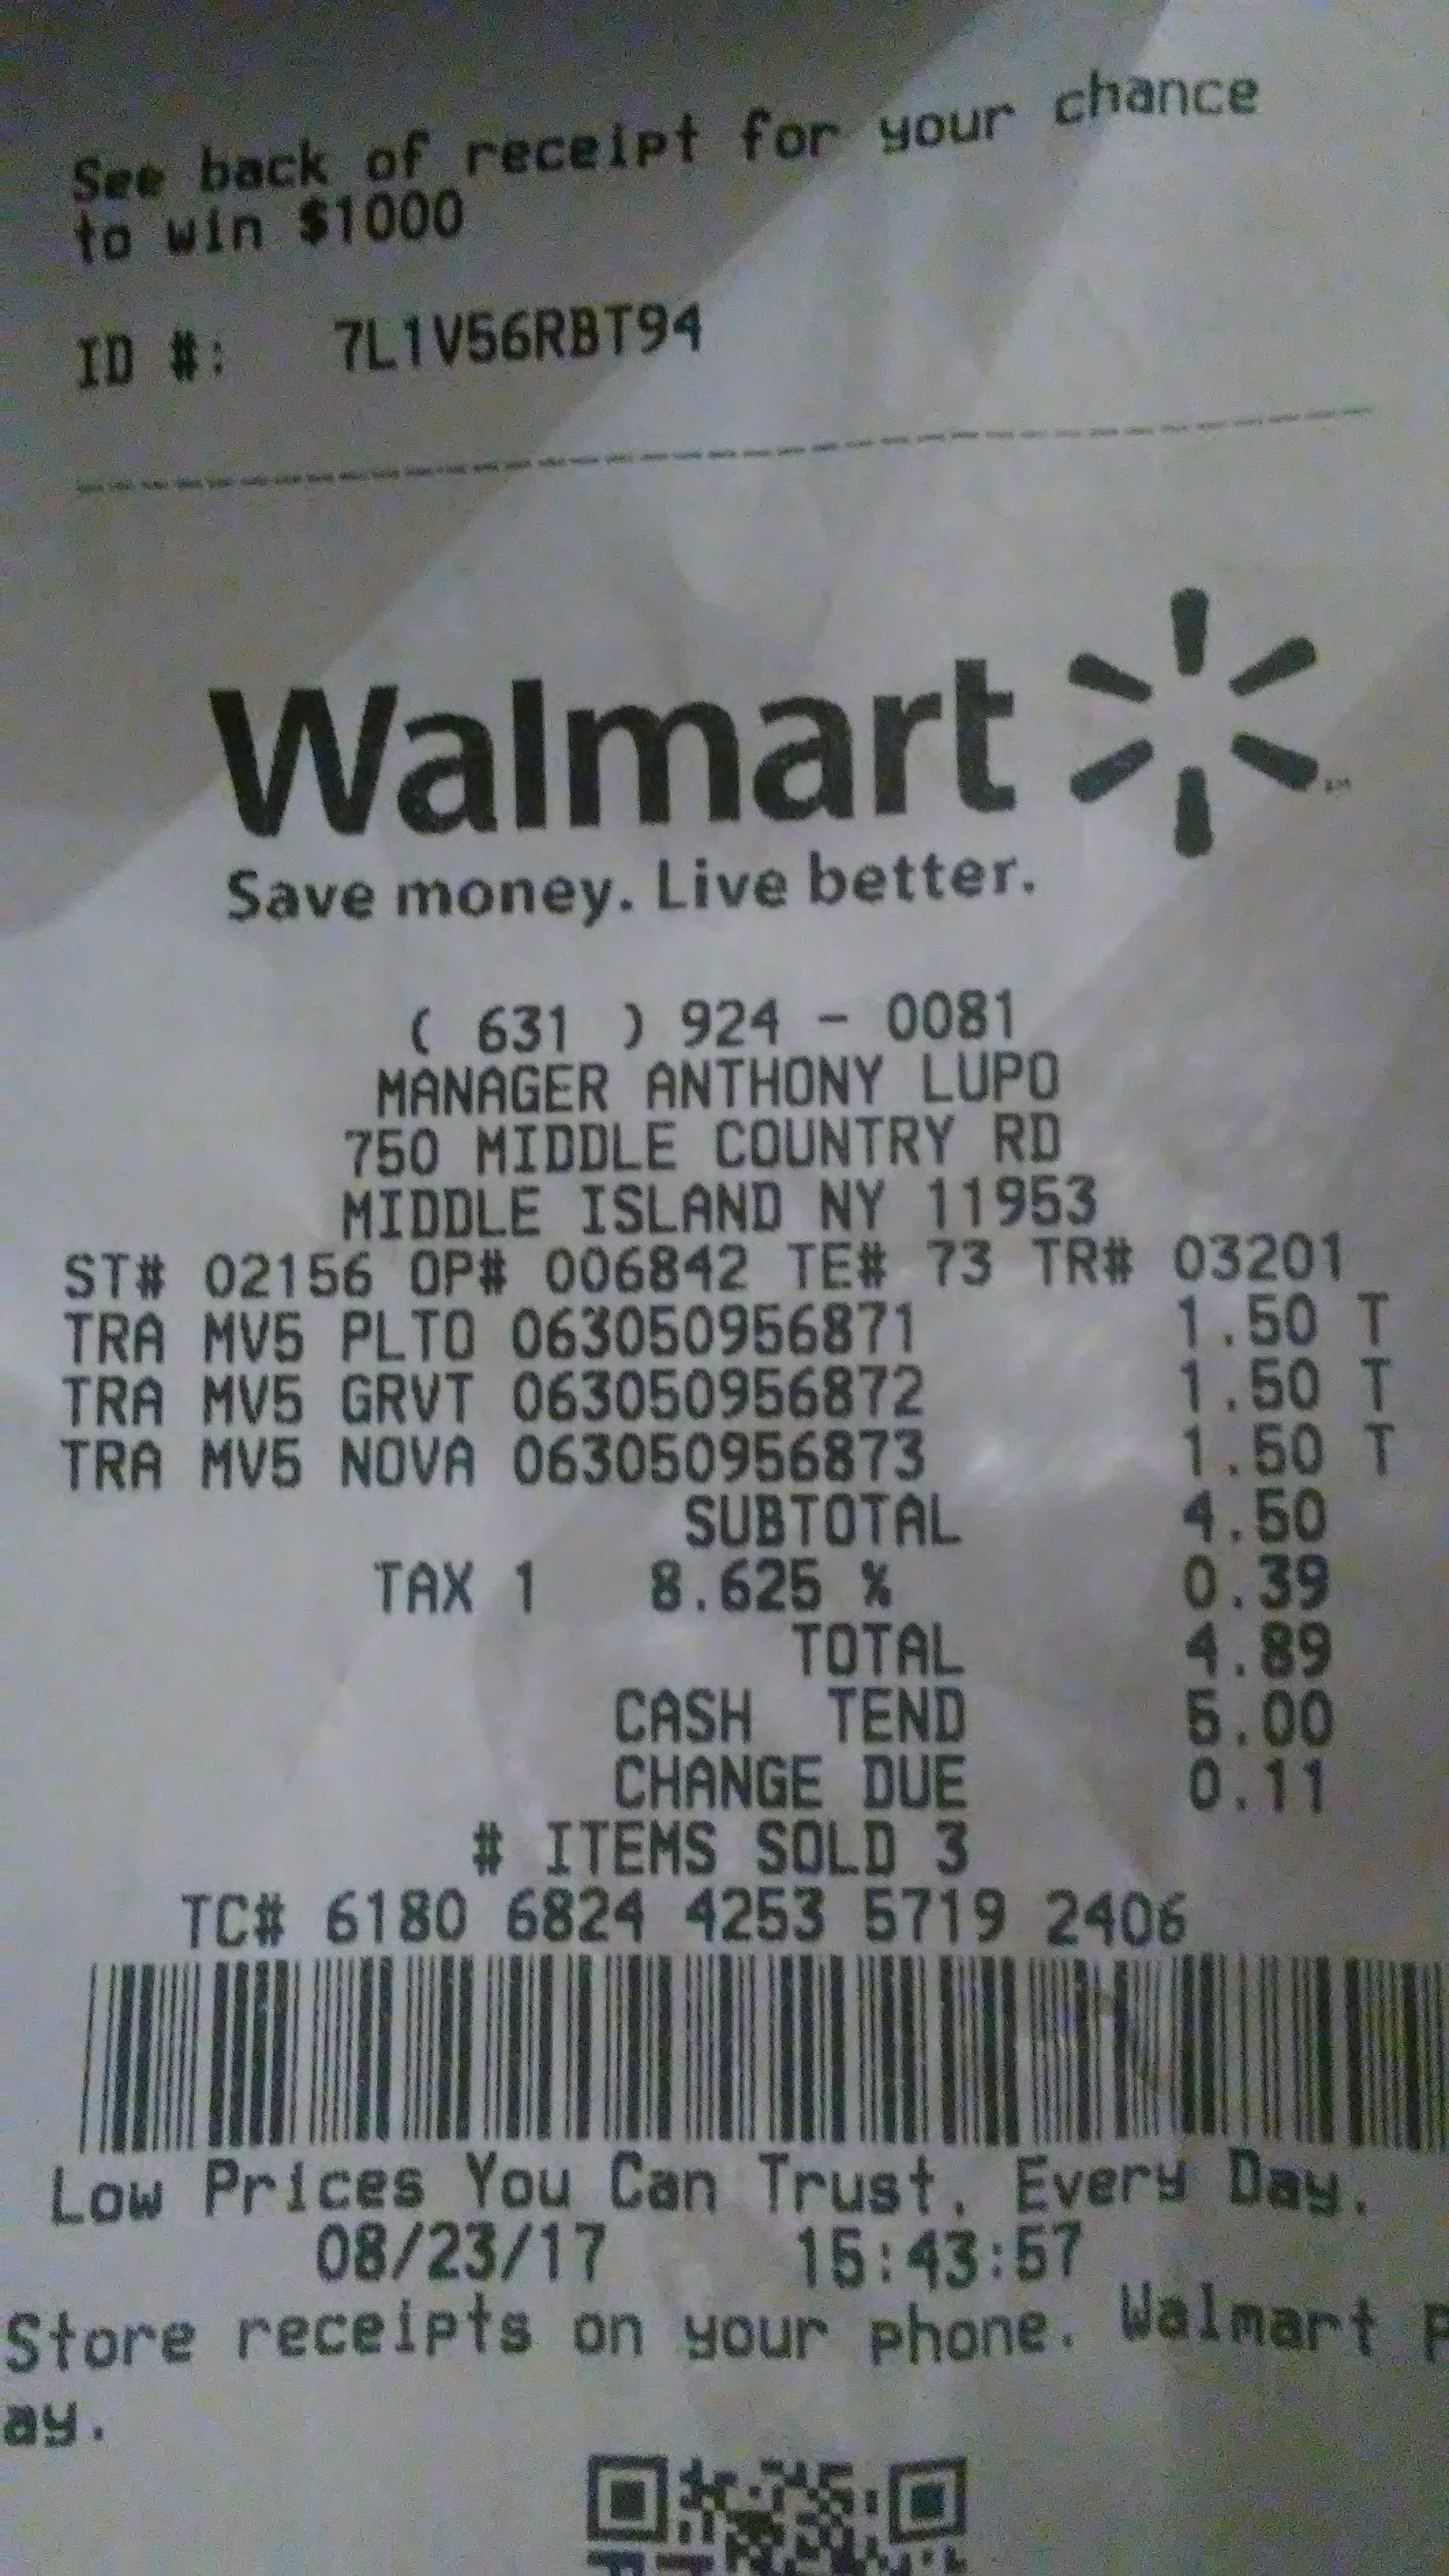 See back of receipt for your chance
to win $1000
ID #: 7L1V56RBT94
Walmart
Save money. Live better.
( 631 ) 924 - 0081
MANAGER ANTHONY LUPO
750 MIDDLE COUNTRY RD
MIDDLE ISLAND NY 11953
ST# 02156 OP# 006842 TE# 73 TR# 03201
TRA MV5 PLTO 063050956871 1.50 T
TRA MV5 GRVT 063050956872 1.50 T
TRA MV5 NOVA 063050956873 1.50 T
SUBTOTAL 4.50
TAX 1 8.625 % 0.39
TOTAL 4.89
CASH TEND 5.00
CHANGE DUE 0.11
# ITEMS SOLD 3
TC# 6180 6824 4253 5719 2406
Low Prices You Can Trust. Every Day.
08/23/17 15:43:57
Store receipts on your phone. Walmart P
ay.